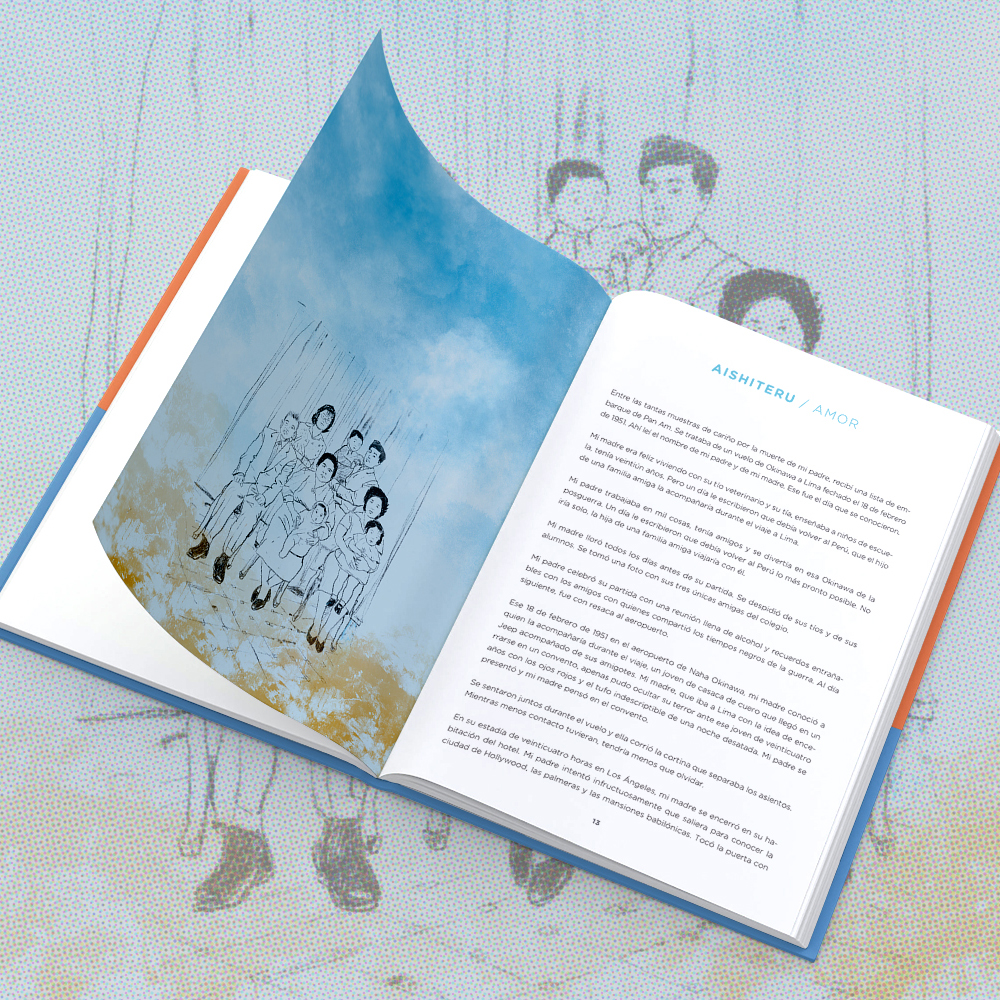 AISHITERU / AMOR
Entre las tantas muestras de cariño por la muerte de mi padre, recibí una lista de em-
barque de Pan Am. Se trataba de un vuelo de Okinawa a Lima fechado el 18 de febrero
de 1951. Ahí leí el nombre de mi padre y de mi madre. Ese fue el día que se conocieron.
Mi madre era feliz viviendo con su tío veterinario y su tía, enseñaba a niños de escue-
la, tenía veintiún años. Pero un día le escribieron que debía volver al Perú, que el hijo
de una familia amiga la acompañaría durante el viaje a Lima.
Mi padre trabajaba en mil cosas, tenía amigos y se divertía en esa Okinawa de la
posguerra. Un día le escribieron que debía volver al Perú lo más pronto posible. No
iría solo, la hija de una familia amiga viajaría con él.
Mi madre lloró todos los días antes de su partida. Se despidió de sus tíos y de sus
alumnos. Se tomó una foto con sus tres únicas amigas del colegio.
Mi padre celebró su partida con una reunión llena de alcohol y recuerdos entraña-
bles con los amigos con quienes compartió los tiempos negros de la guerra. Al día
siguiente, fue con resaca al aeropuerto.
Ese 18 de febrero de 1951 en el aeropuerto de Naha Okinawa, mi madre conoció a
quien la acompañaría durante el viaje, un joven de casaca de cuero que llegó en un
Jeep acompañado de sus amigotes. Mi madre, que iba a Lima con la idea de ence-
rrarse en un convento, apenas pudo ocultar su terror ante ese joven de veinticuatro
años con los ojos rojos y el tufo indescriptible de una noche desatada. Mi padre se
presentó y mi madre pensó en el convento.
Se sentaron juntos durante el vuelo y ella corrió la cortina que separaba los asientos.
Mientras menos contacto tuvieran, tendría menos que olvidar.
En su estadía de veinticuatro horas en Los Ángeles, mi madre se encerró en su ha-
bitación del hotel. Mi padre intentó infructuosamente que saliera para conocer la
ciudad de Hollywood, las palmeras y las mansiones babilónicas. Tocó la puerta con
13